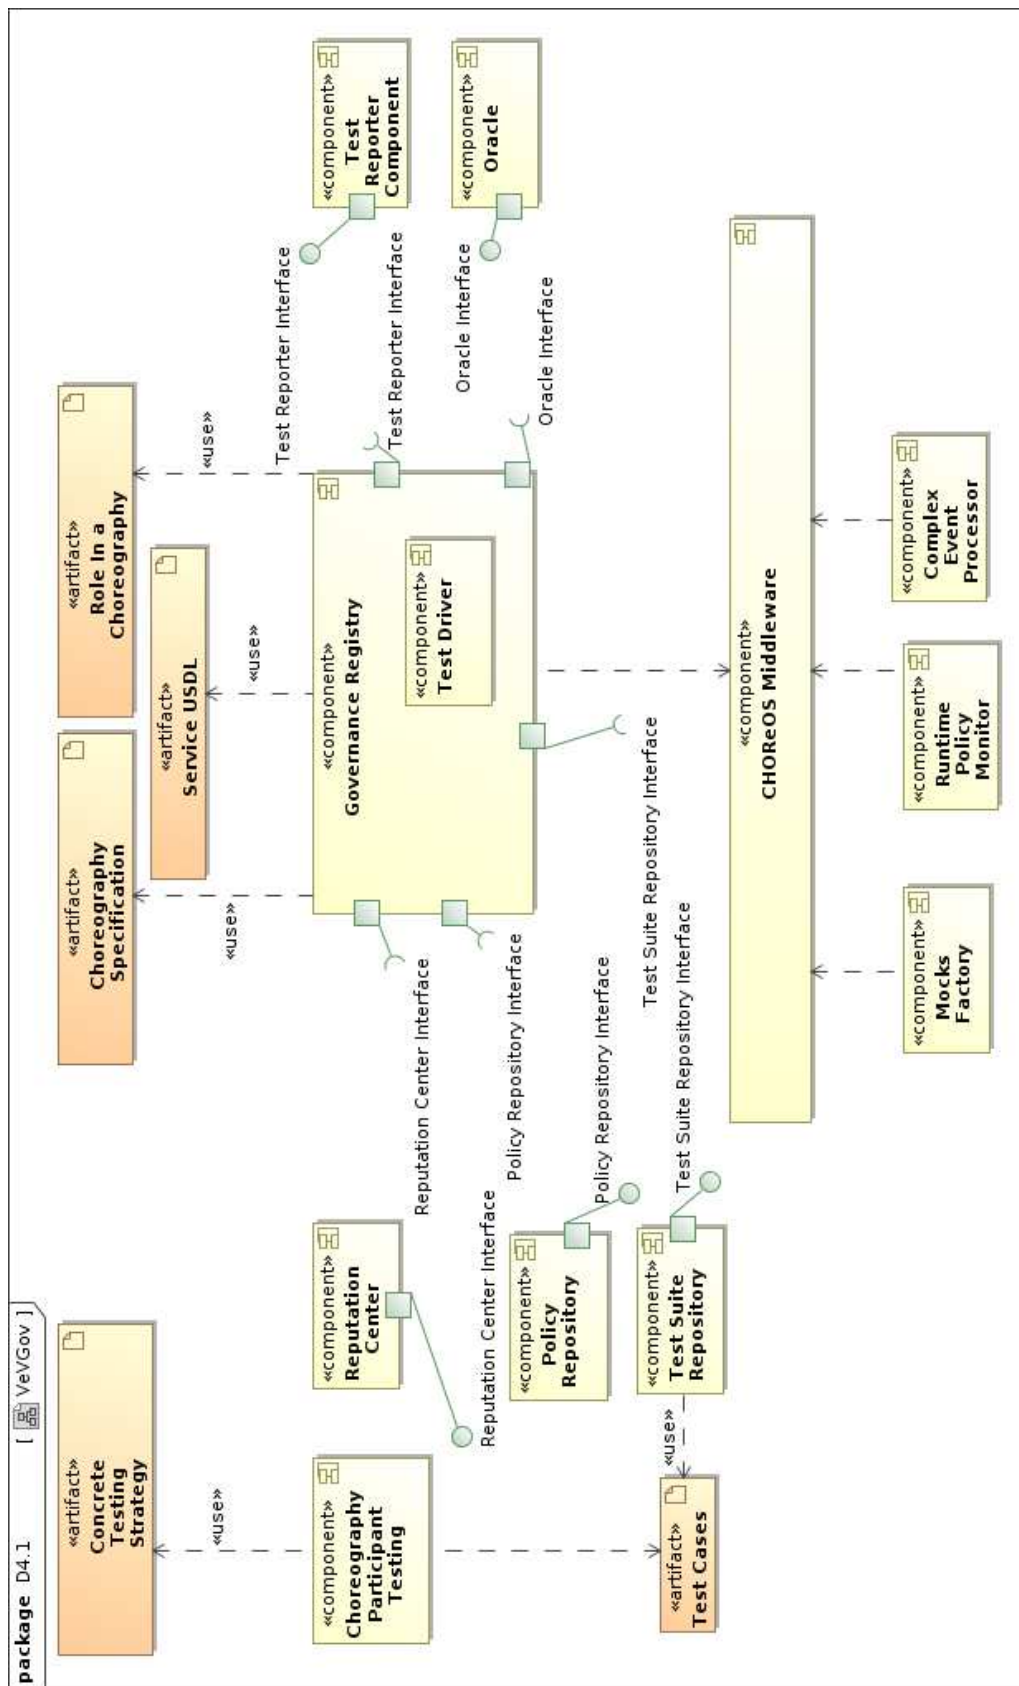 package D4.1 [ VeVGov ]
«artifact»
Concrete
Testing
Strategy
«artifact»
Choreography
Specification
«artifact»
Role In a
Choreography
«artifact»
Service USDL
«use»
«use»
«use»
«use»
«component»
Choreography
Participant
Testing
«component»
Reputation
Center
Reputation Center Interface
Reputation Center Interface
«component»
Governance Registry
«component»
Test Driver
Test Reporter Interface
Test Reporter Interface
«component»
Test
Reporter
Component
«component»
Oracle
Oracle Interface
Oracle Interface
«component»
Policy
Repository
Policy Repository Interface
Policy Repository Interface
«component»
Test Suite
Repository
Test Suite Repository Interface
Test Suite Repository Interface
«use»
«artifact»
Test Cases
«component»
CHOReOS Middleware
«component»
Mocks
Factory
«component»
Runtime
Policy
Monitor
«component»
Complex
Event
Processor